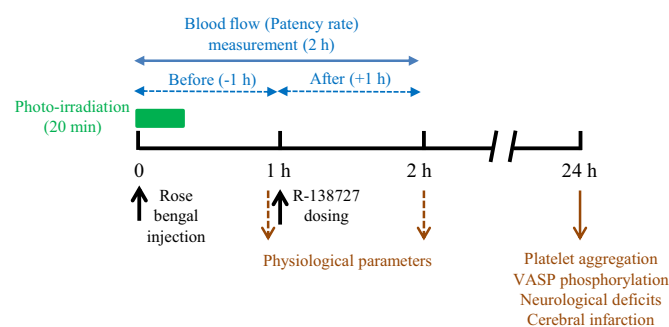 Blood flow (Patency rate)
measurement (2 h)
Before (-1 h)
After (+1 h)
Photo-irradiation
(20 min)
0
1 h
2 h
24 h
Rose
bengal
injection
R-138727
dosing
Physiological parameters
Platelet aggregation
VASP phosphorylation
Neurological deficits
Cerebral infarction